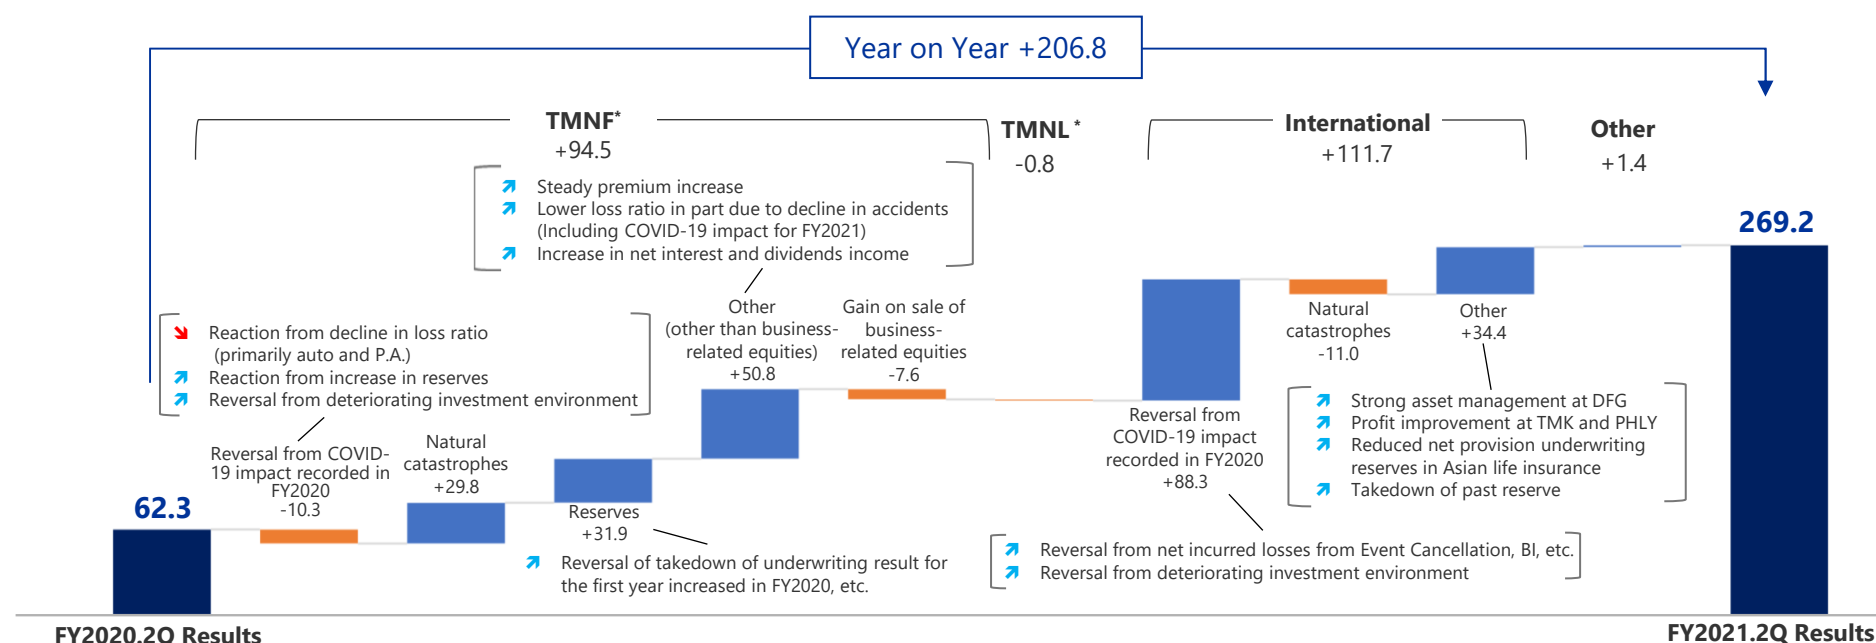 Year on Year +206.8
TMNF*
+94.5
TMNL *
-0.8
International
+111.7
Other
+1.4
Steady premium increase
Lower loss ratio in part due to decline in accidents
(Including COVID-19 impact for FY2021)
Increase in net interest and dividends income
Reaction from decline in loss ratio
(primarily auto and P.A.)
Reaction from increase in reserves
Reversal from deteriorating investment environment
62.3
Reversal from COVID-
19 impact recorded in
FY2020
-10.3
Natural
catastrophes
+29.8
Reserves
+31.9
Reversal of takedown of underwriting result for
the first year increased in FY2020, etc.
Other
(other than business-
related equities)
+50.8
Gain on sale of
business-
related equities
-7.6
Reversal from
COVID-19 impact
recorded in FY2020
+88.3
Reversal from net incurred losses from Event Cancellation, BI, etc.
Reversal from deteriorating investment environment
Natural
catastrophes
-11.0
Other
+34.4
Strong asset management at DFG
Profit improvement at TMK and PHLY
Reduced net provision underwriting
reserves in Asian life insurance
Takedown of past reserve
269.2
FY2020.2Q Results
FY2021.2Q Results